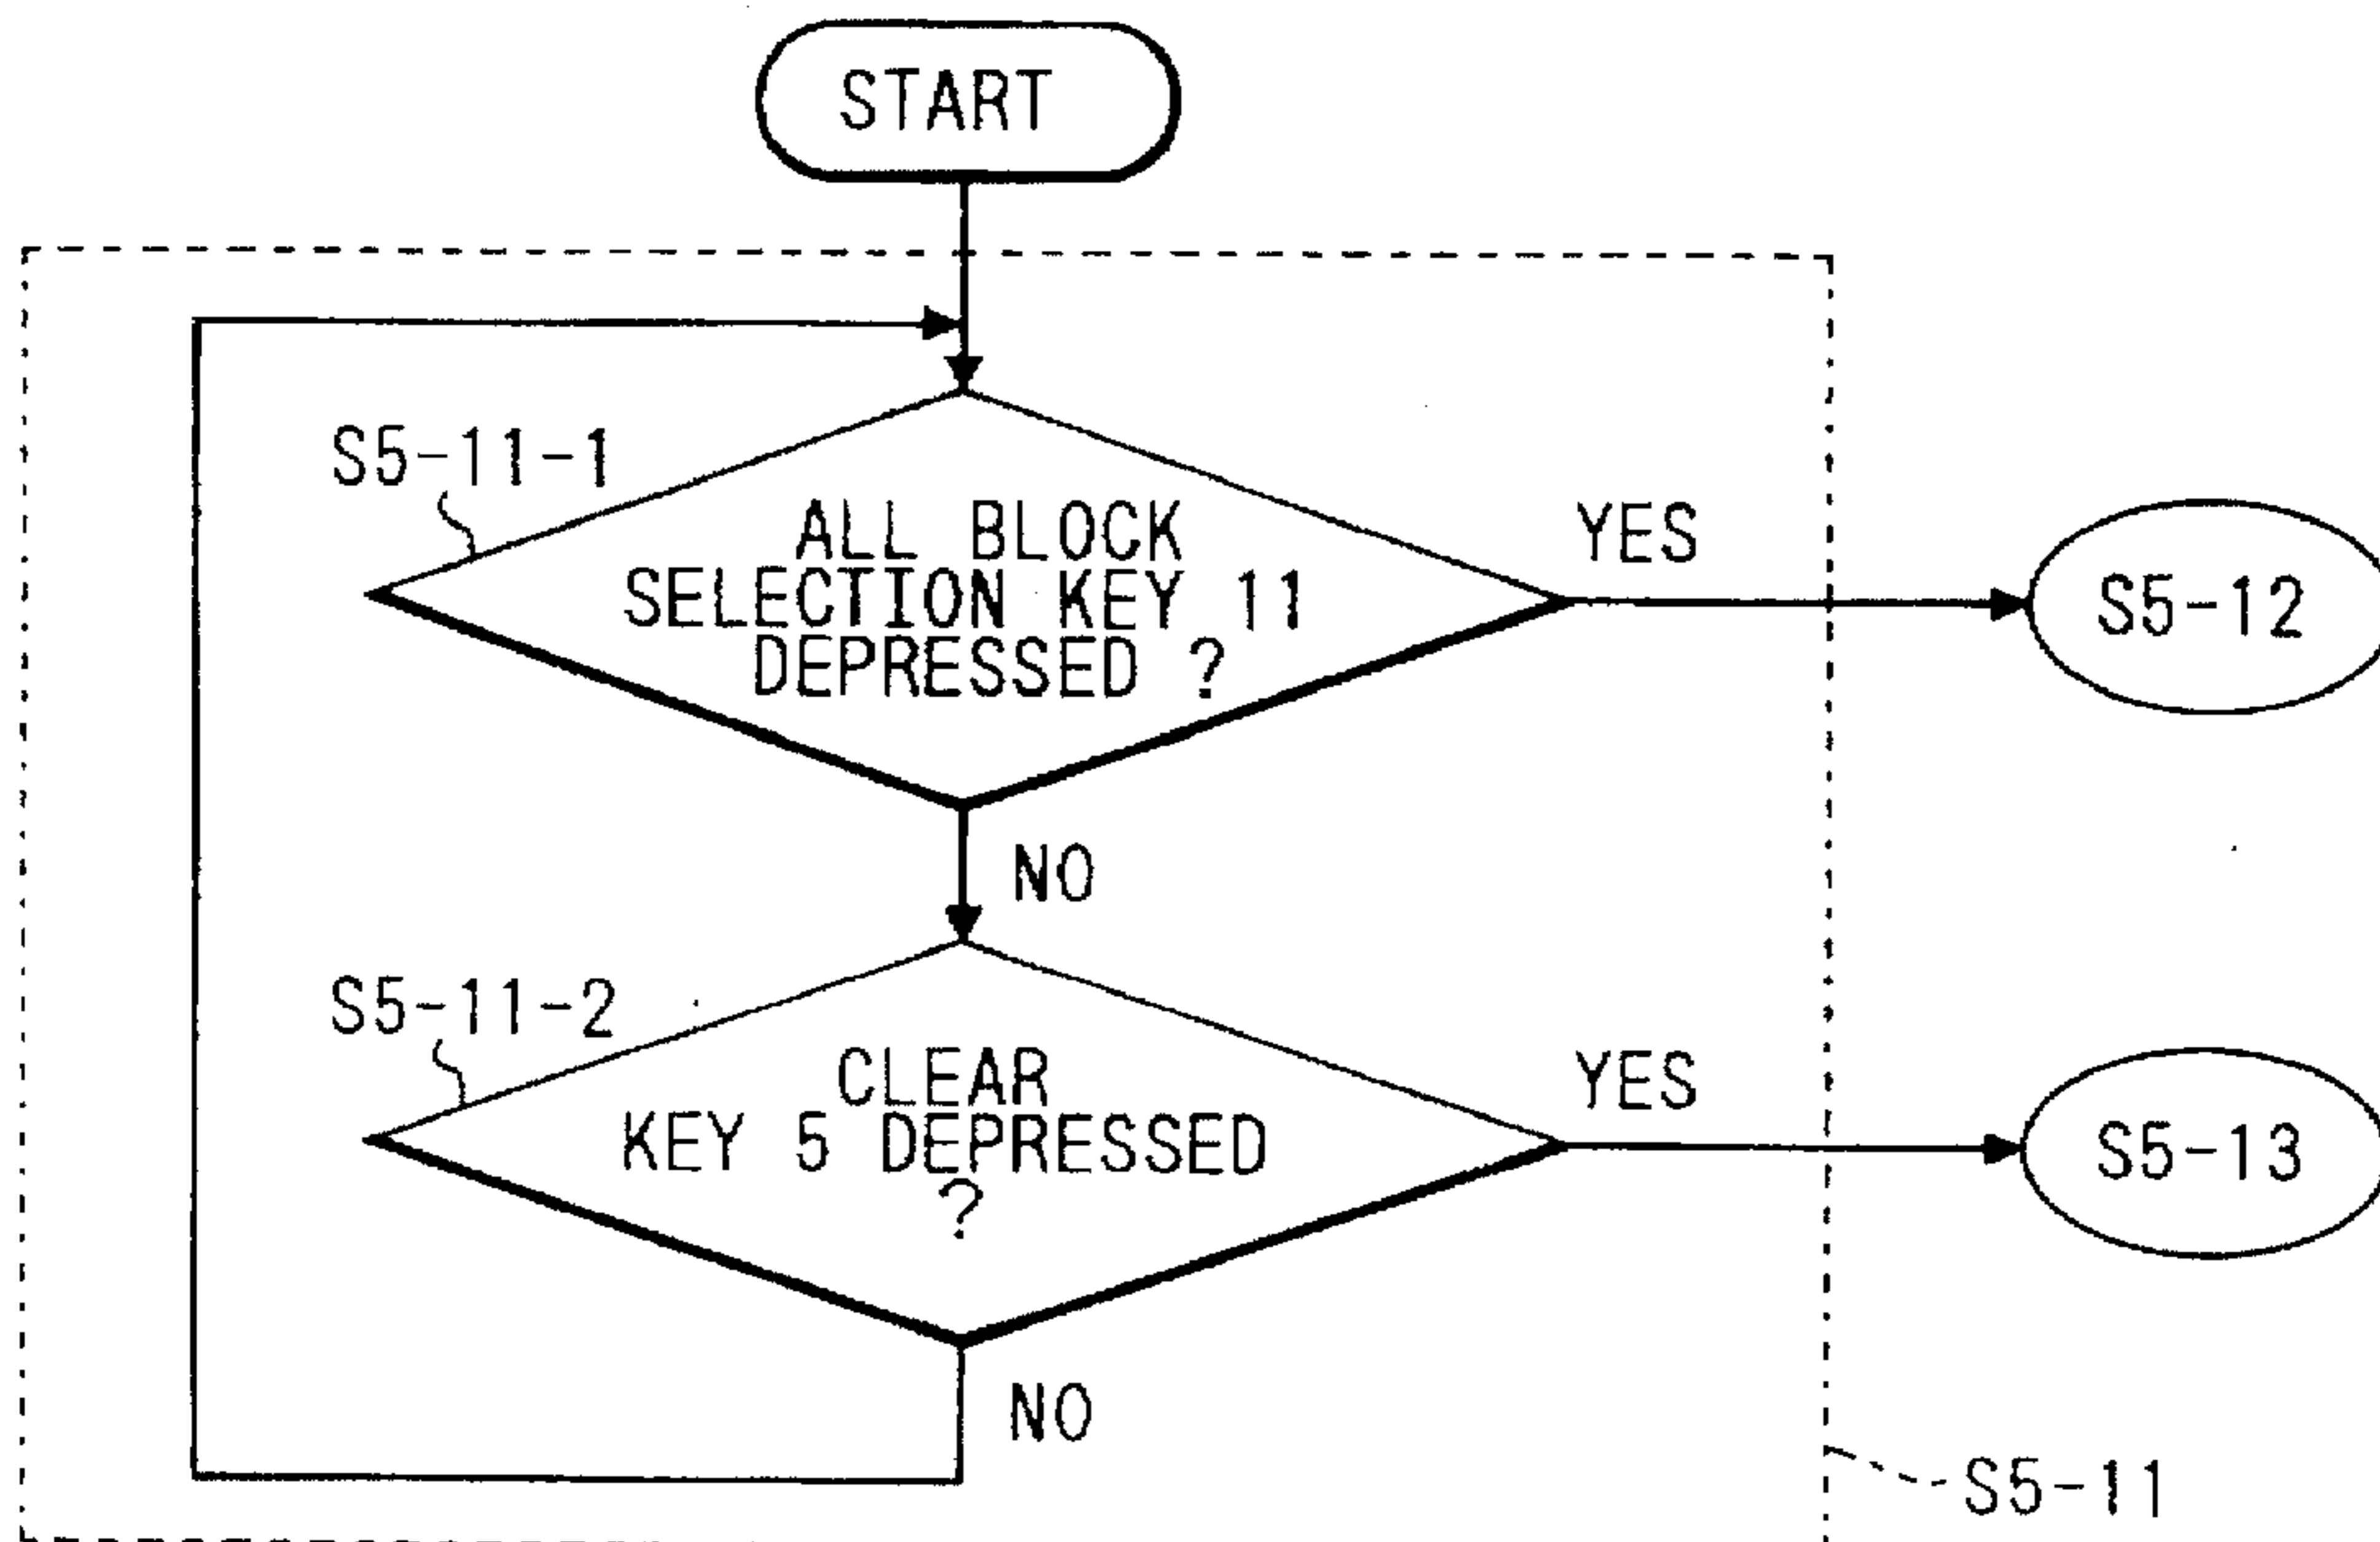 START
S5-11-1
ALL BLOCK
SELECTION KEY 11
DEPRESSED ?
YES
S5-12
NO
S5-11-2
CLEAR
KEY 5 DEPRESSED
?
YES
S5-13
NO
S5-11